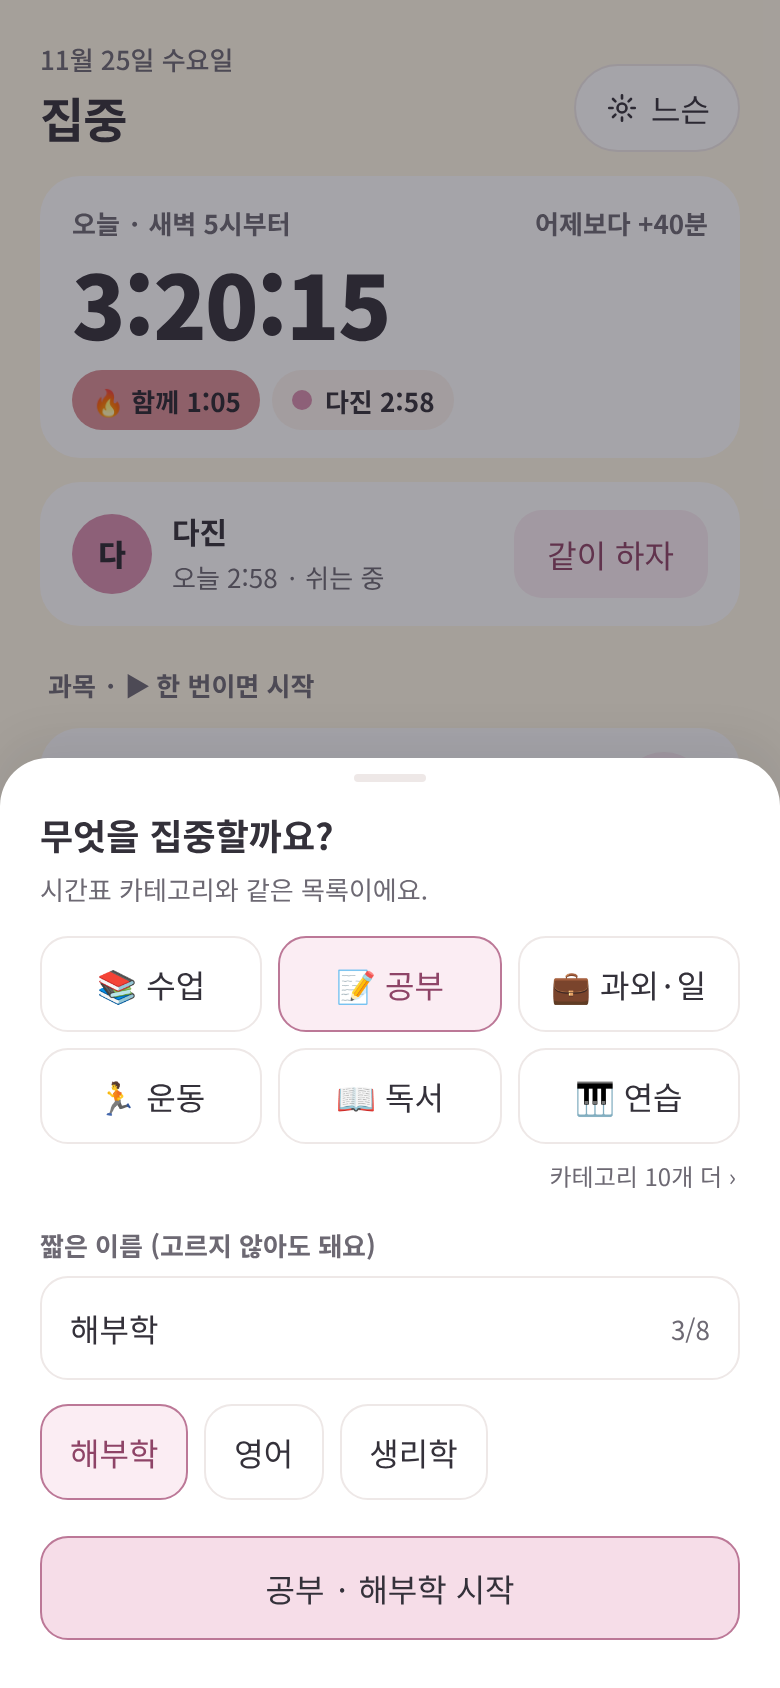 11월 25일 수요일
집중
느슨
오늘 · 새벽 5시부터
어제보다 +40분
3:20:15
🔥 함께 1:05
다진 2:58
다
다진
오늘 2:58 · 쉬는 중
같이 하자
과목 · ▶ 한 번이면 시작
무엇을 집중할까요?
시간표 카테고리와 같은 목록이에요.
📚 수업
📝 공부
💼 과외·일
🏃 운동
📖 독서
🎹 연습
카테고리 10개 더 ›
짧은 이름 (고르지 않아도 돼요)
해부학
3/8
해부학
영어
생리학
공부 · 해부학 시작